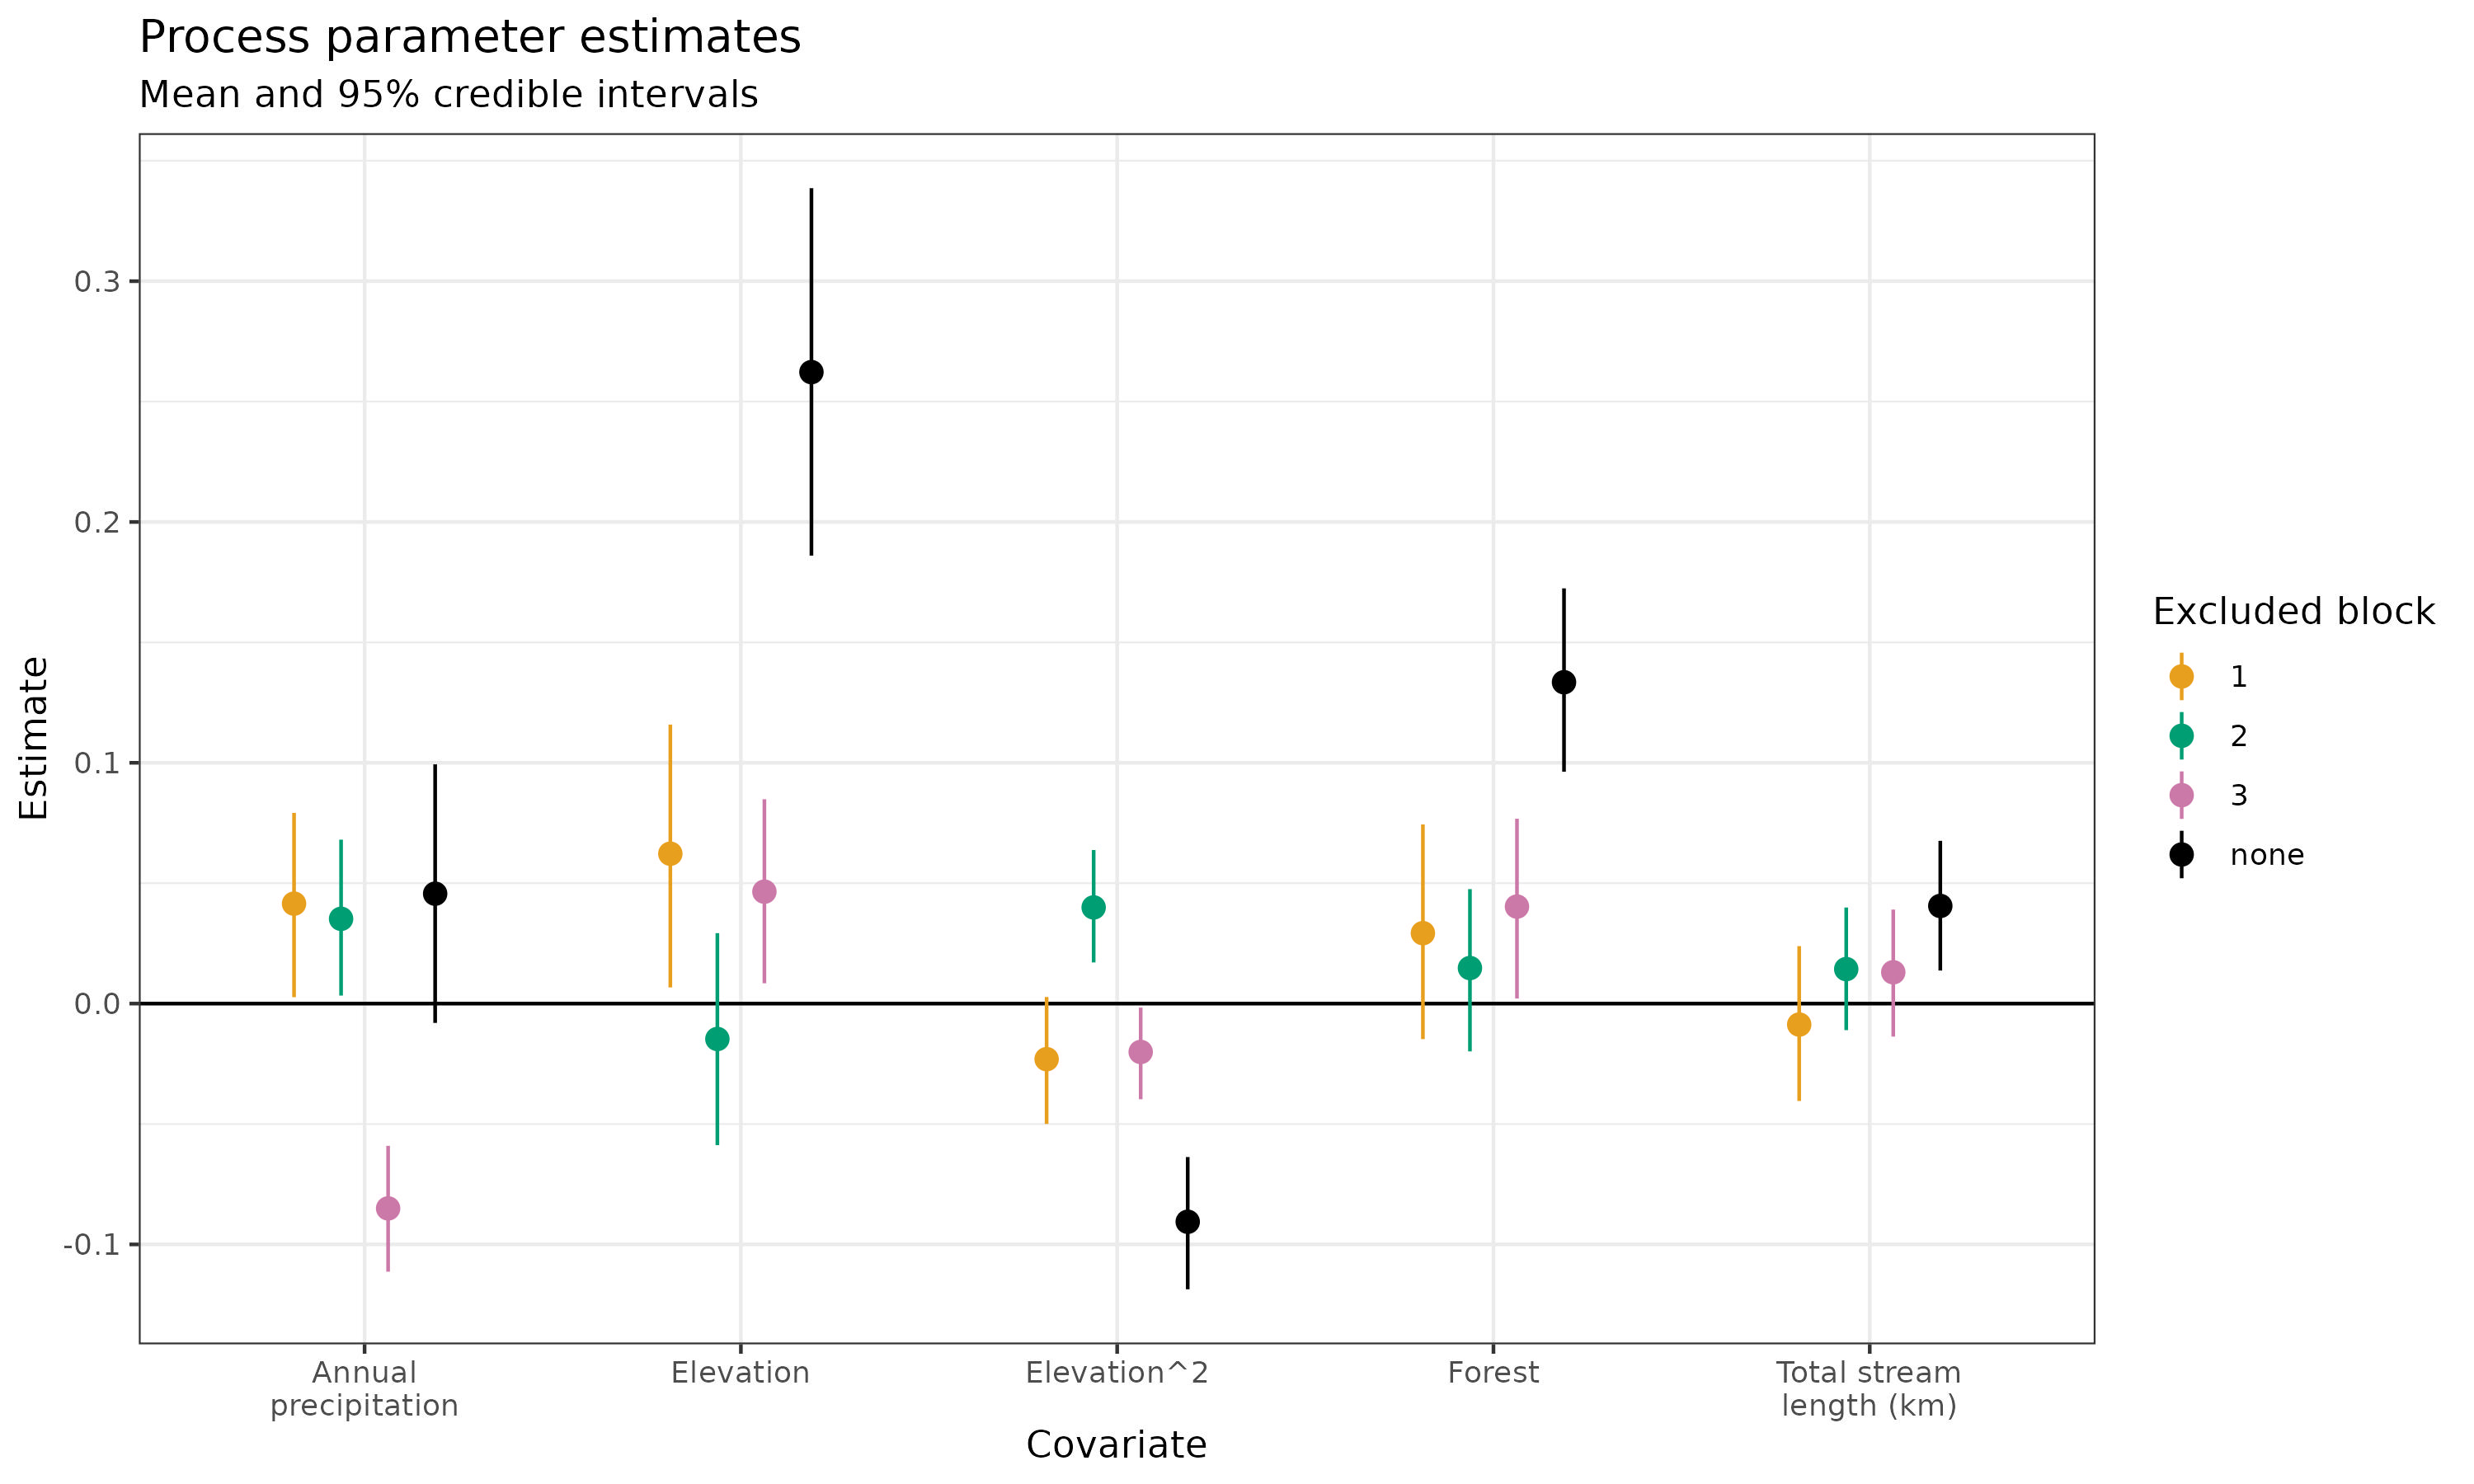 Process parameter estimates
Mean and 95% credible intervals
Estimate
0.3
0.2
0.1
0.0
-0.1
Annual
precipitation
Elevation
Elevation^2
Forest
Total stream
length (km)
Covariate
Excluded block
1
2
3
none